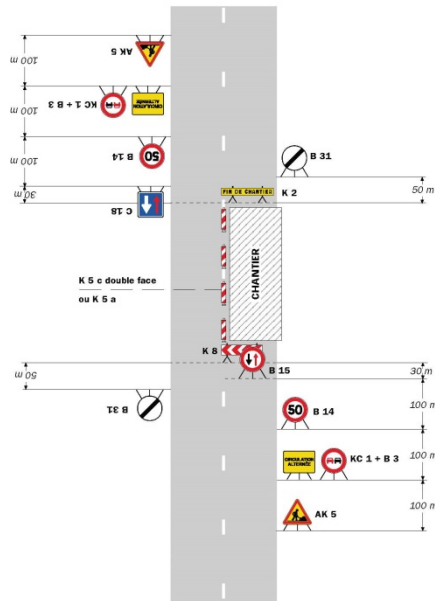 AK 5
100 m
KC 1 + B 3
CIRCULATION
ALTERNÉE
100 m
B 14
50
100 m
C 18
30 m
B 31
50 m
FIN DE CHANTIER
K 2
CHANTIER
K 5 c double face
ou K 5 a
K 8
B 15
30 m
50 m
B 31
50
B 14
100 m
CIRCULATION
ALTERNÉE
KC 1 + B 3
100 m
AK 5
100 m